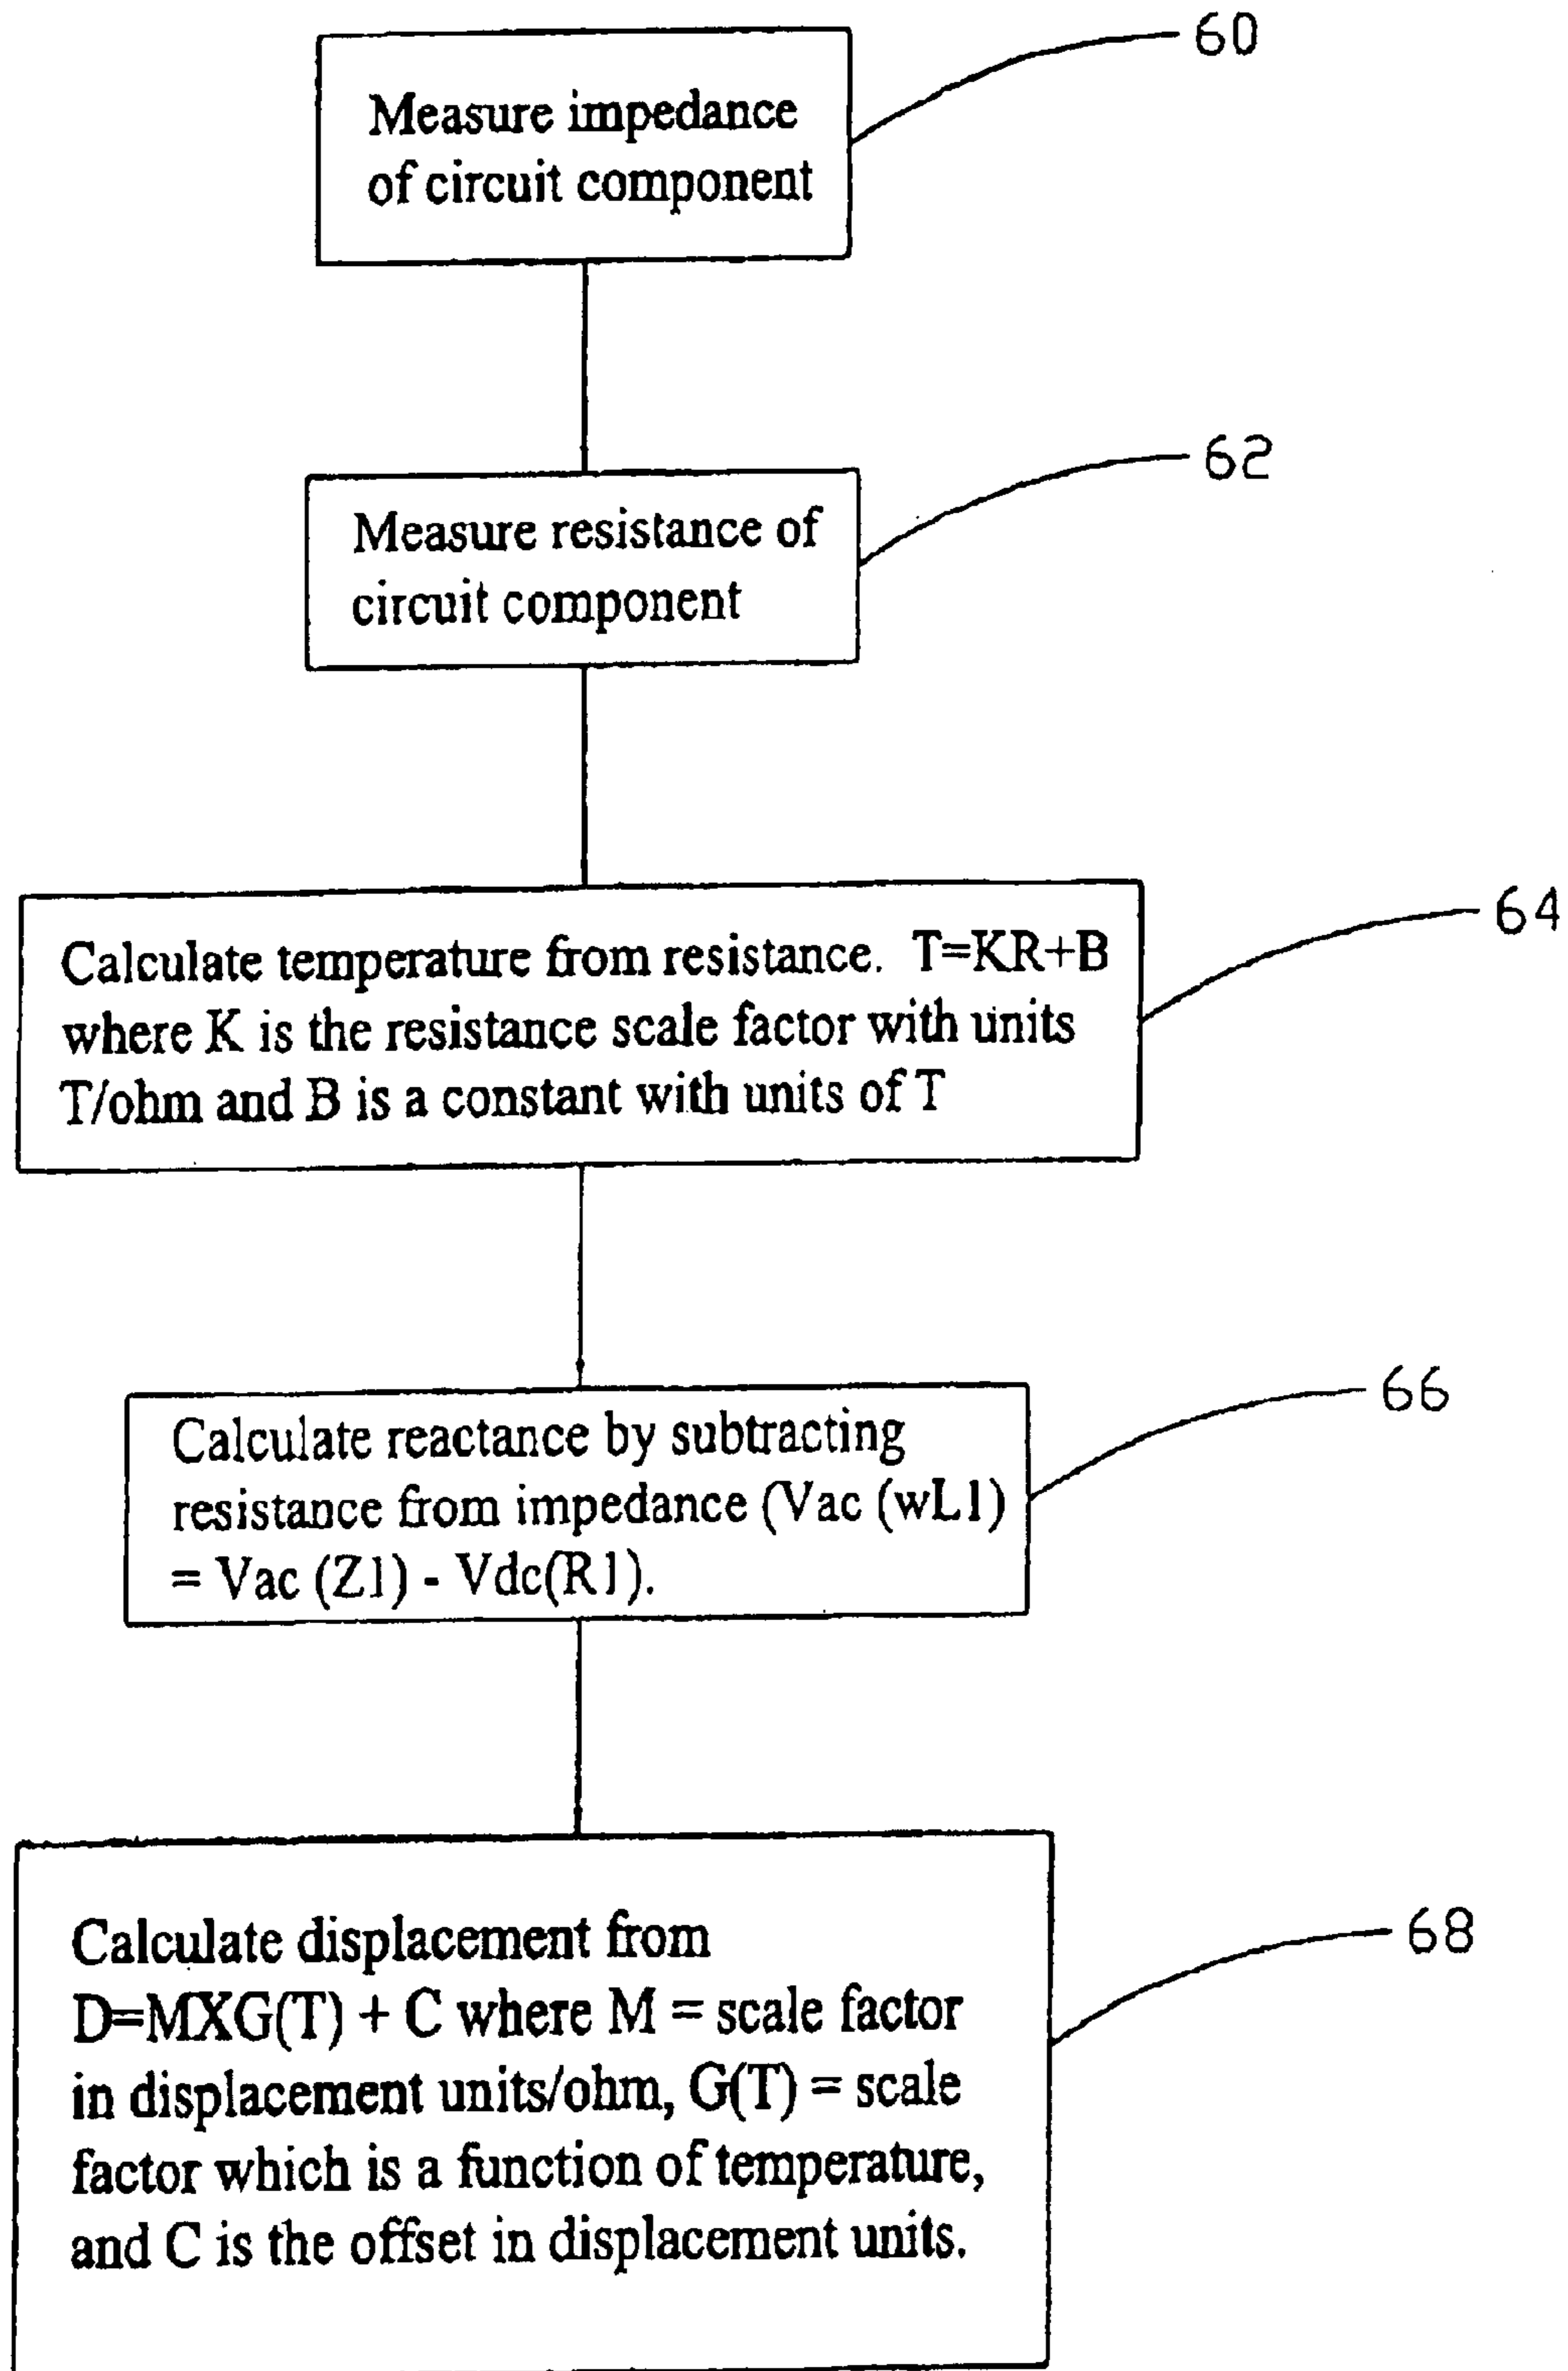 60
Measure impedance
of circuit component
62
Measure resistance of
circuit component
64
Calculate temperature from resistance. T=KR+B
where K is the resistance scale factor with units
T/ohm and B is a constant with units of T
66
Calculate reactance by subtracting
resistance from impedance (Vac (wL1)
= Vac (Z1) - Vdc(R1).
68
Calculate displacement from
D=MXG(T) + C where M = scale factor
in displacement units/ohm, G(T) = scale
factor which is a function of temperature,
and C is the offset in displacement units.